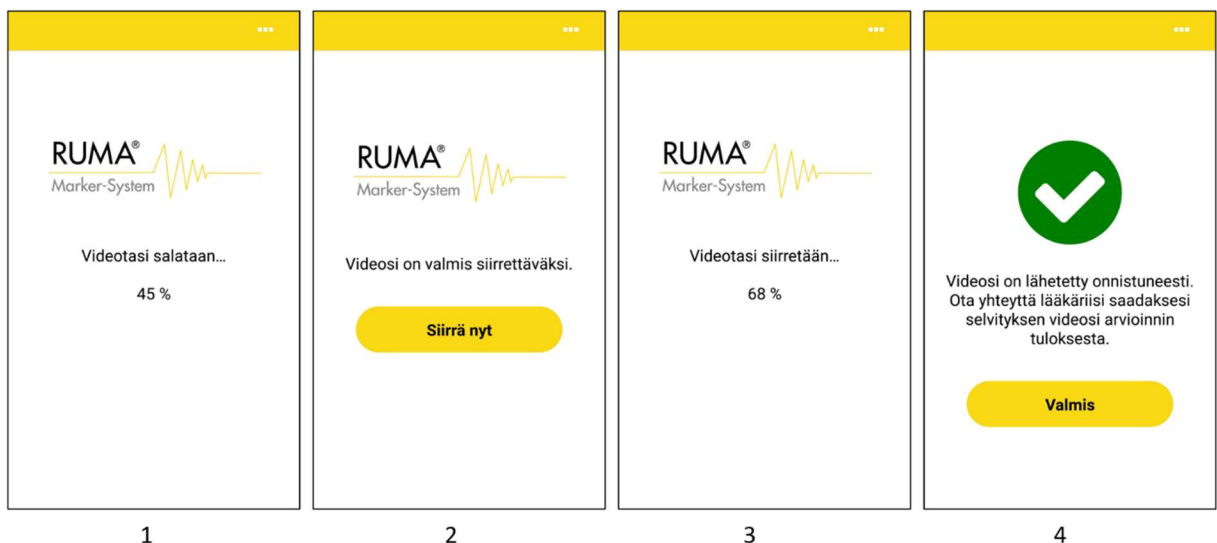 RUMA®
Marker-System
Videotasi salataan...
45 %
1
RUMA®
Marker-System
Videosi on valmis siirrettäväksi.
Siirrä nyt
2
RUMA®
Marker-System
Videotasi siirretään...
68 %
3
Videosi on lähetetty onnistuneesti.
Ota yhteyttä lääkäriisi saadaksesi
selvityksen videosi arvioinnin
tuloksesta.
Valmis
4